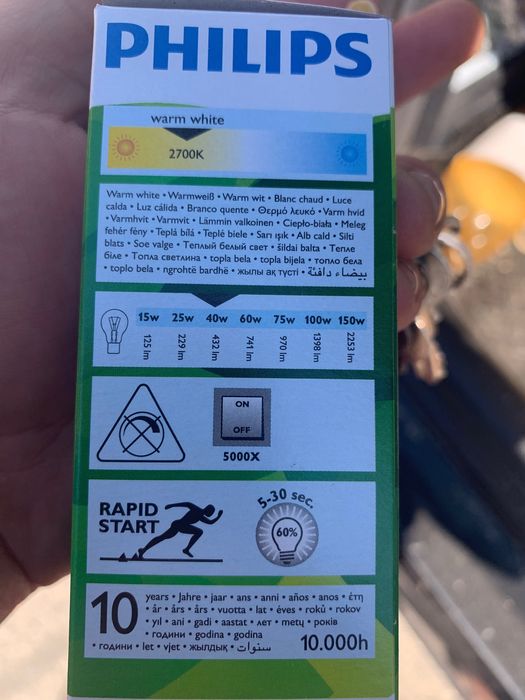 PHILIPS
warm white
2700K
Warm white • Warmweiß • Warm wit • Blanc chaud • Luce
calda • Luz cálida • Branco quente • Θερμό λευκό • Varm hvid
• Varmhvit • Varmvit • Lämmin valkoinen • Ciepło-biała • Meleg
fehér fény • Teplá bílá • Teplé biele • Sarı ışık • Alb cald • Silti
blats • Soe valge • Теплый белый свет • šildai balta • Тепле
біле • Топла светлина • topla bela • topla bijela • топло бела
• toplo bela • ngrohtë bardhë • жылы ақ түсті • بيضاء دافئة
15w 25w 40w 60w 75w 100w 150w
125 lm 229 lm 432 lm 741 lm 970 lm 1398 lm 2253 lm
ON
OFF
5000X
RAPID
START
5-30 sec.
60%
10
years • Jahre • jaar • ans • anni • años • anos • έτη
• år • års • års • vuotta • lat • éves • roků • rokov
• yıl • ani • gadi • aastat • лет • metų • років
• години • godina • godina
• години • let • vjet • жылдық • سنوات
10.000h